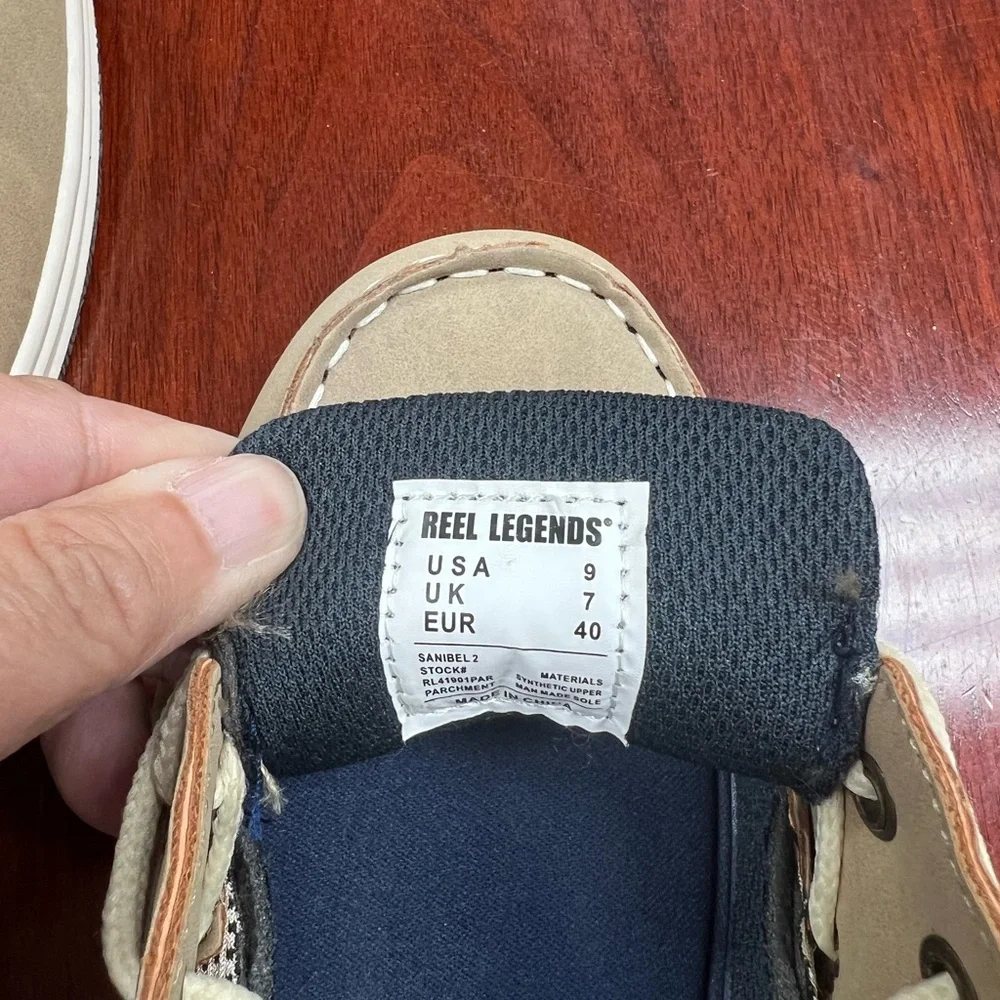 REEL LEGENDS®
USA 9
UK 7
EUR 40
SANIBEL 2
STOCK#
RL41901PAR
PARCHMENT
MATERIALS
SYNTHETIC UPPER
MAN MADE SOLE
MADE IN CHINA